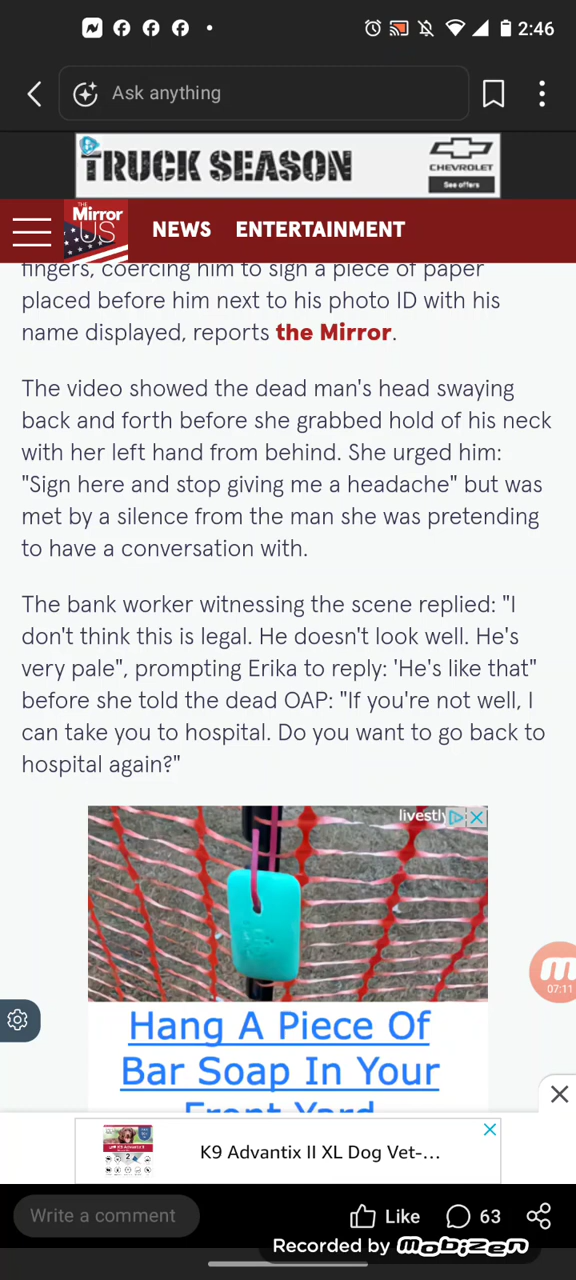 2:46
Ask anything
TRUCK SEASON
CHEVROLET
See offers
THE
Mirror
US
NEWS ENTERTAINMENT
fingers, coercing him to sign a piece of paper
placed before him next to his photo ID with his
name displayed, reports the Mirror.
The video showed the dead man's head swaying
back and forth before she grabbed hold of his neck
with her left hand from behind. She urged him:
"Sign here and stop giving me a headache" but was
met by a silence from the man she was pretending
to have a conversation with.
The bank worker witnessing the scene replied: "I
don't think this is legal. He doesn't look well. He's
very pale", prompting Erika to reply: 'He's like that"
before she told the dead OAP: "If you're not well, I
can take you to hospital. Do you want to go back to
hospital again?"
livestly
07:11
Hang A Piece Of
Bar Soap In Your
Front Yard
K9 Advantix II XL Dog Vet-...
Write a comment
Like
63
Recorded by mobizen